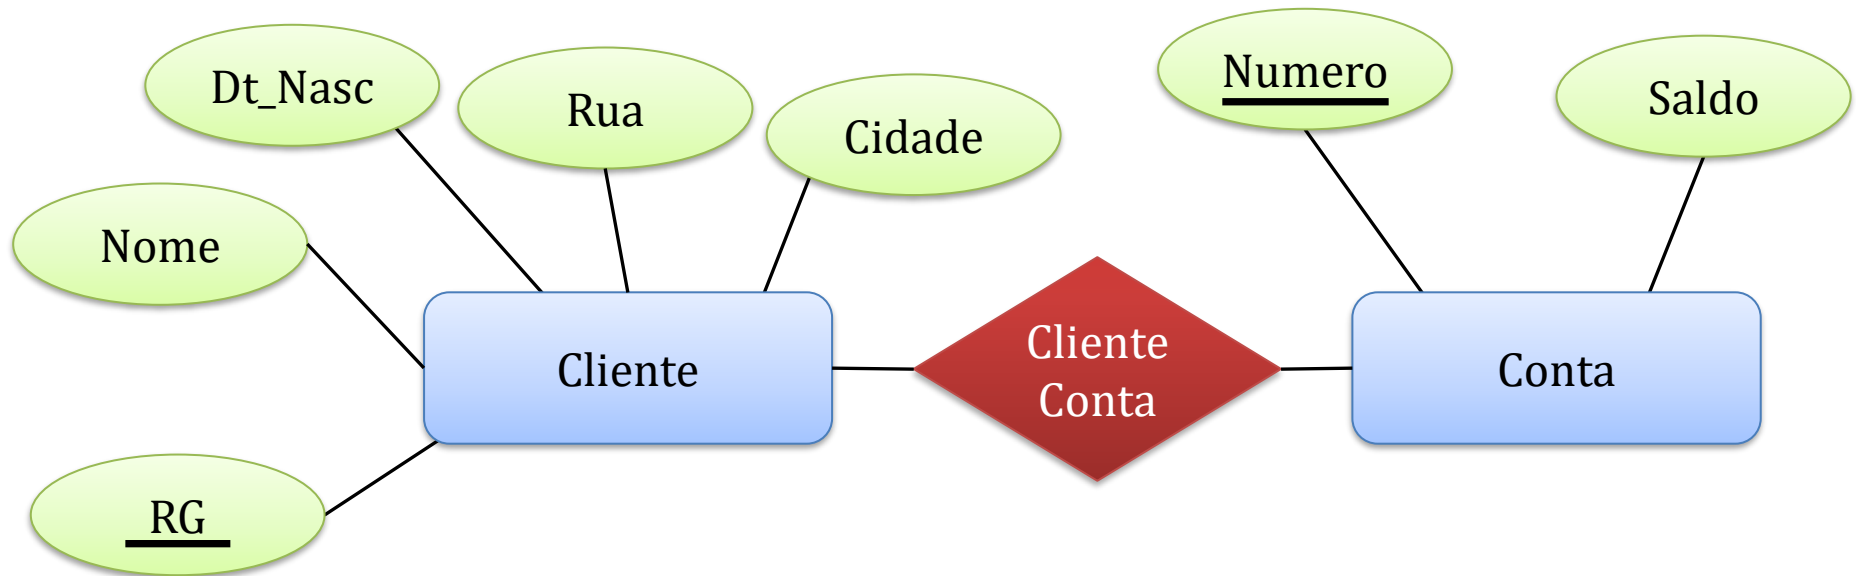 Dt_Nasc
Rua
Cidade
Numero
Saldo
Nome
Cliente
Cliente
Conta
Conta
RG